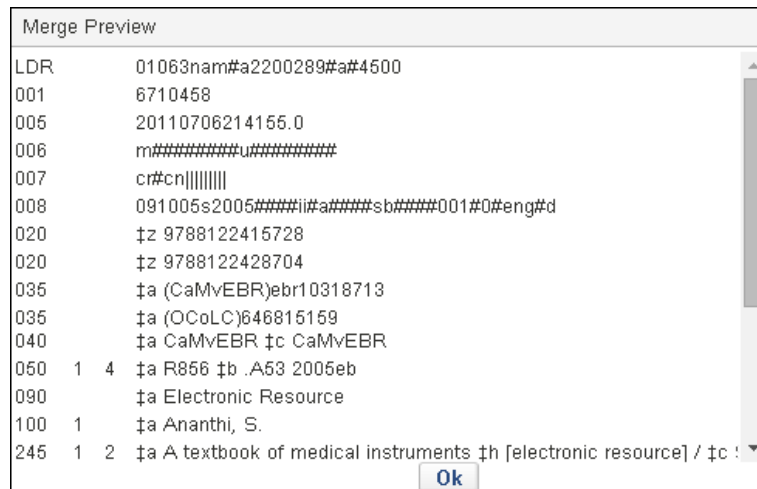 Merge Preview
LDR 01063nam#a2200289#a#4500
001 6710458
005 20110706214155.0
006 m########u########
007 cr#cn|||||||||
008 091005s2005####ii#a####sb####001#0#eng#d
020 ‡z 9788122415728
020 ‡z 9788122428704
035 ‡a (CaMvEBR)ebr10318713
035 ‡a (OCoLC)646815159
040 ‡a CaMvEBR ‡c CaMvEBR
050 1 4 ‡a R856 ‡b .A53 2005eb
090 ‡a Electronic Resource
100 1 ‡a Ananthi, S.
245 1 2 ‡a A textbook of medical instruments ‡h [electronic resource] / ‡c
Ok